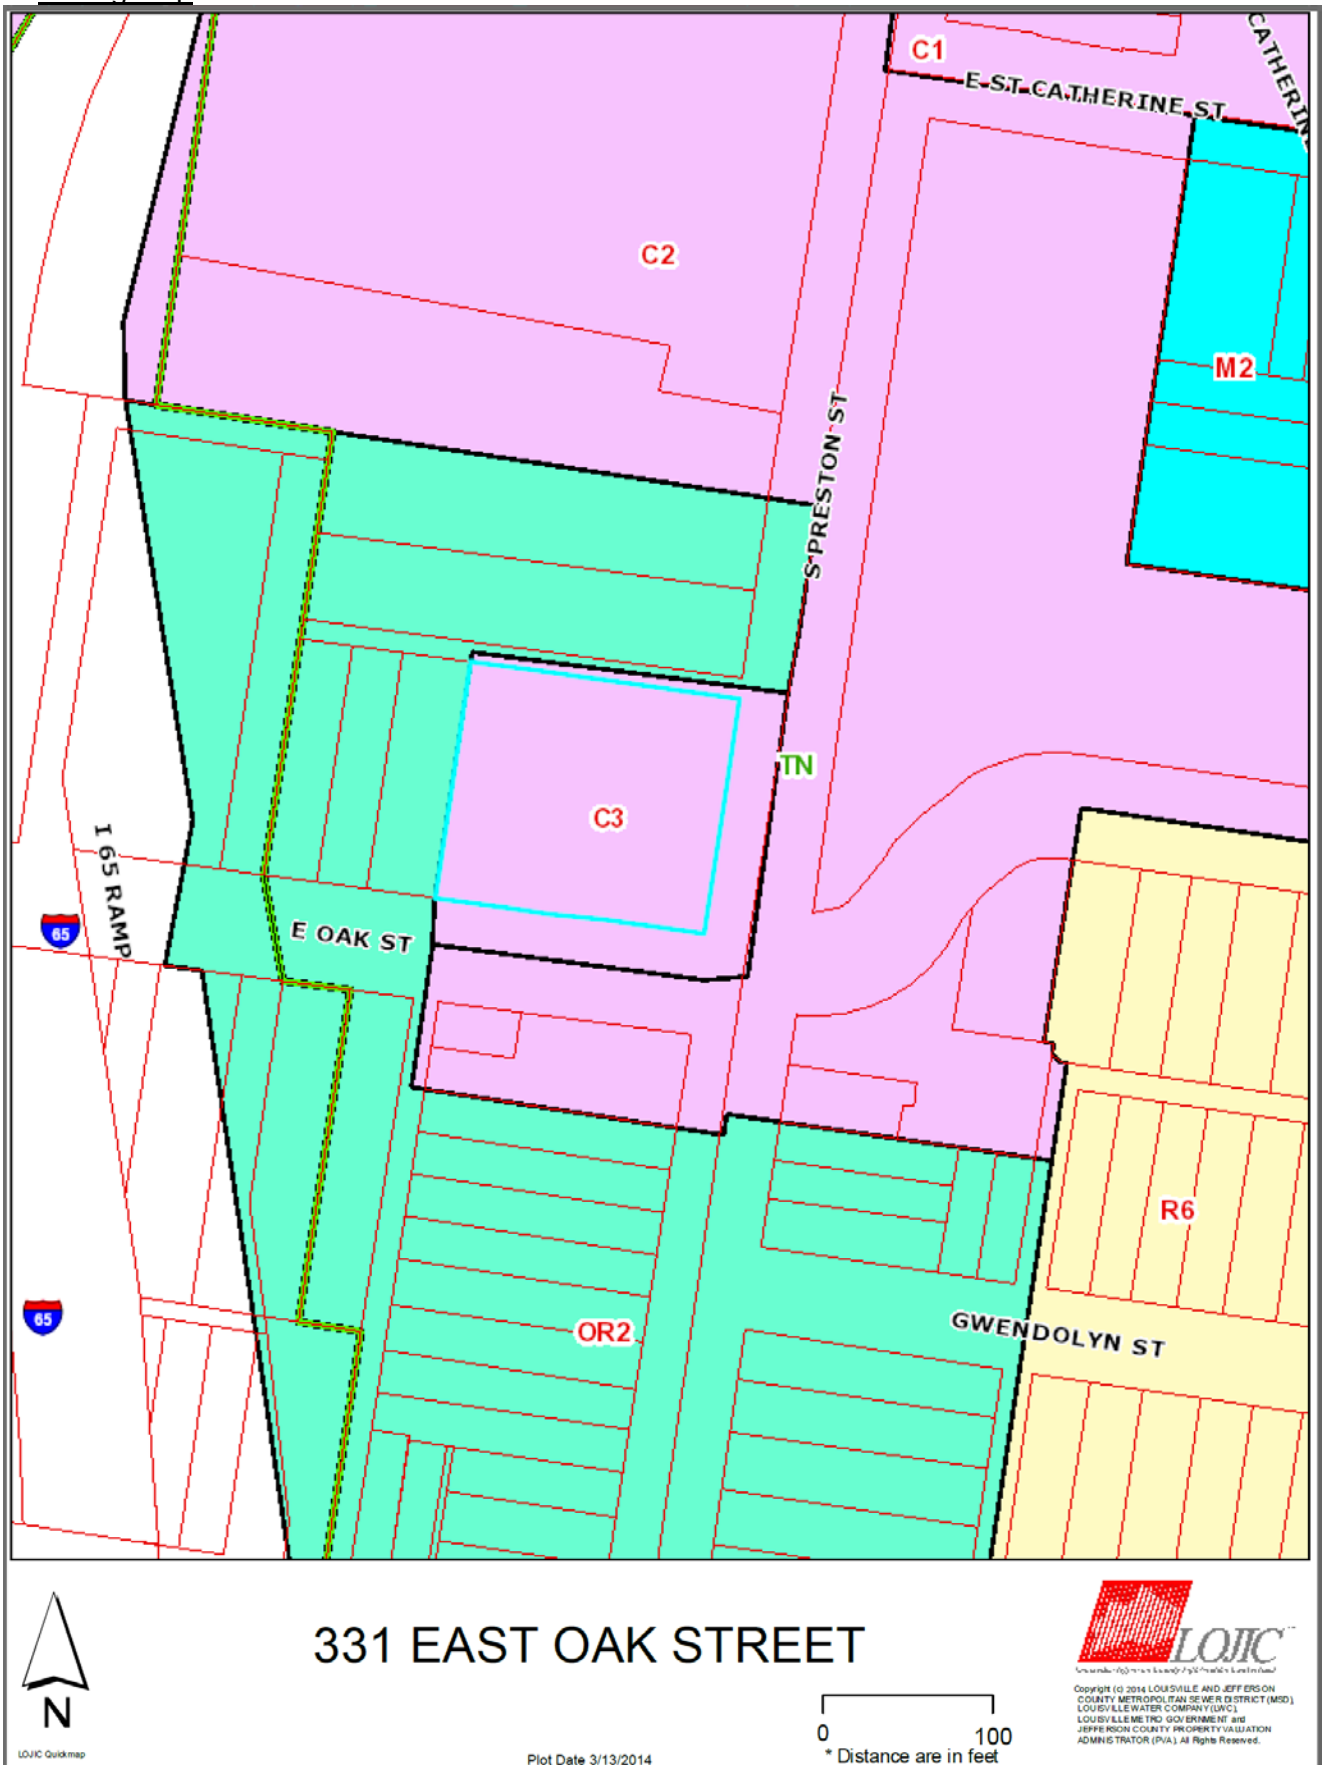 C1
E ST CATHERINE ST
CATHERINE
C2
M2
S PRESTON ST
TN
C3
I 65 RAMP
65
E OAK ST
R6
65
OR2
GWENDOLYN ST
331 EAST OAK STREET
LOJIC
N
0 100
* Distance are in feet
LOJIC Quickmap
Plot Date 3/13/2014
Copyright (c) 2014 LOUISVILLE AND JEFFERSON
COUNTY METROPOLITAN SEWER DISTRICT (MSD),
LOUISVILLE WATER COMPANY (LWC),
LOUISVILLE METRO GOVERNMENT and
JEFFERSON COUNTY PROPERTY VALUATION
ADMINISTRATOR (PVA). All Rights Reserved.